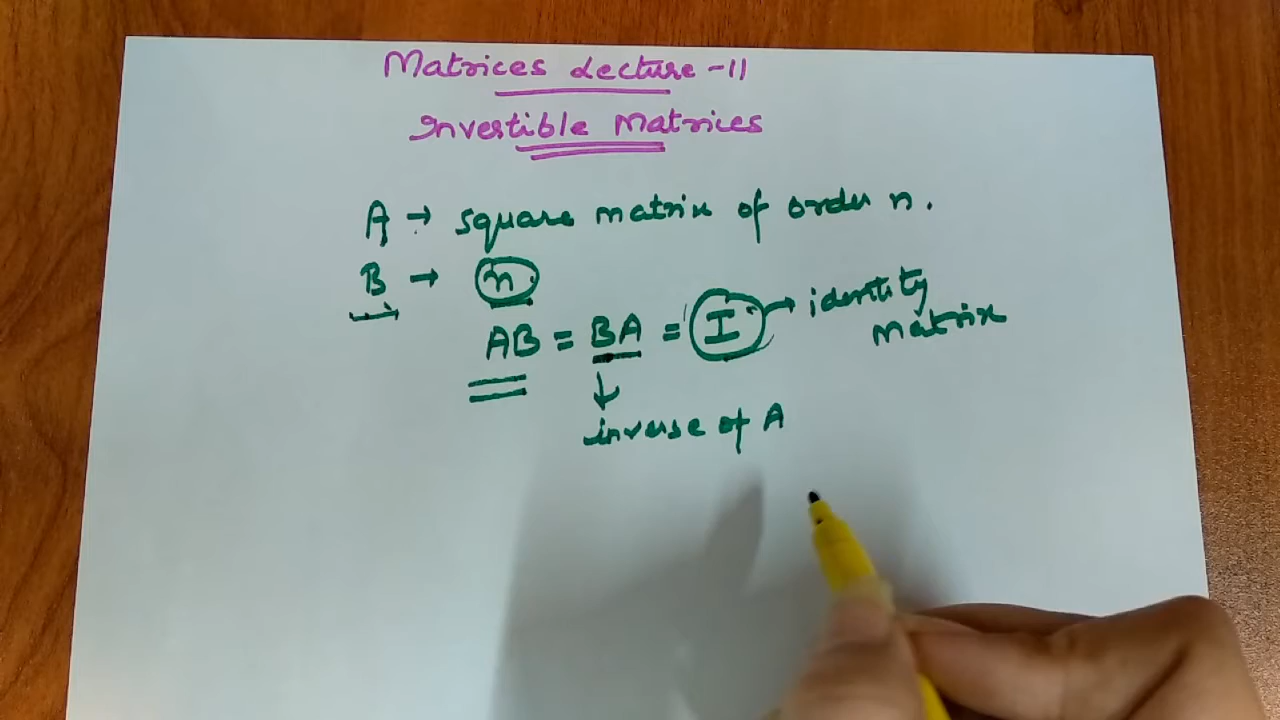 Matrices Lecture -11
Invertible Matrices
A → square matrix of order n.
B → n.
AB = BA = I → identity matrix
↓
inverse of A